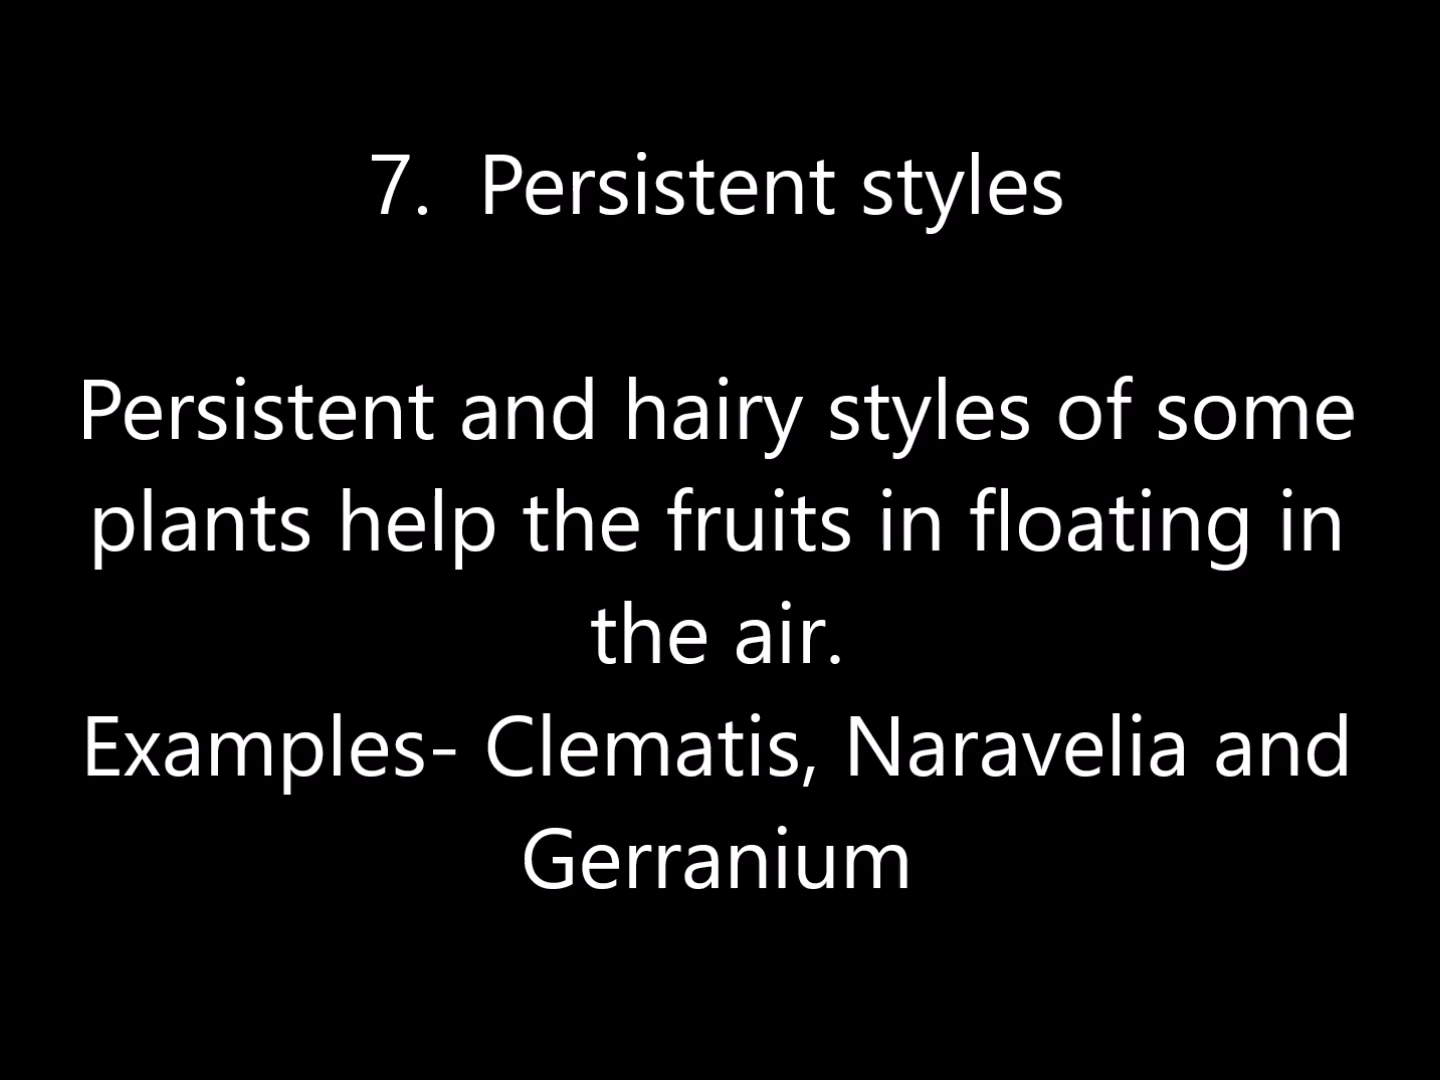 7.  Persistent styles
Persistent and hairy styles of some
plants help the fruits in floating in
the air.
Examples- Clematis, Naravelia and
Gerranium